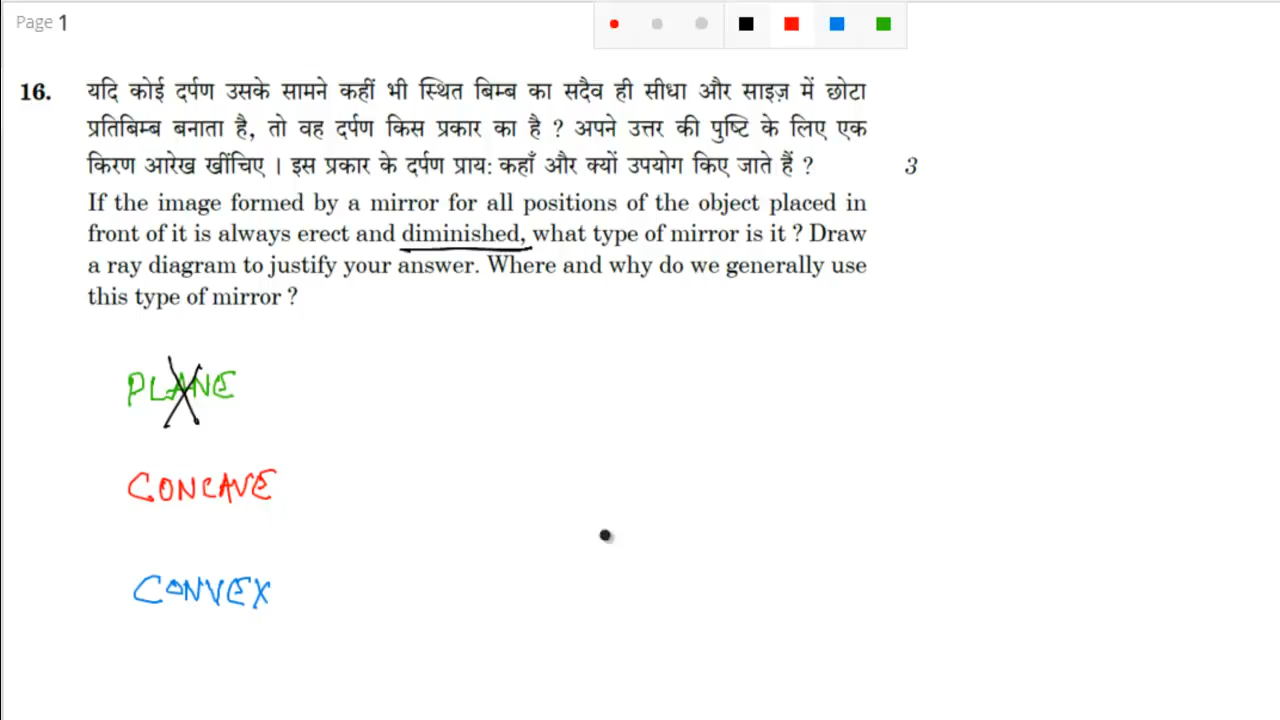 Page 1
16. यदि कोई दर्पण उसके सामने कहीं भी स्थित बिम्ब का सदैव ही सीधा और साइज़ में छोटा
प्रतिबिम्ब बनाता है, तो वह दर्पण किस प्रकार का है ? अपने उत्तर की पुष्टि के लिए एक
किरण आरेख खींचिए । इस प्रकार के दर्पण प्राय: कहाँ और क्यों उपयोग किए जाते हैं ? 3
If the image formed by a mirror for all positions of the object placed in
front of it is always erect and diminished, what type of mirror is it ? Draw
a ray diagram to justify your answer. Where and why do we generally use
this type of mirror ?
PLANE
CONCAVE
CONVEX